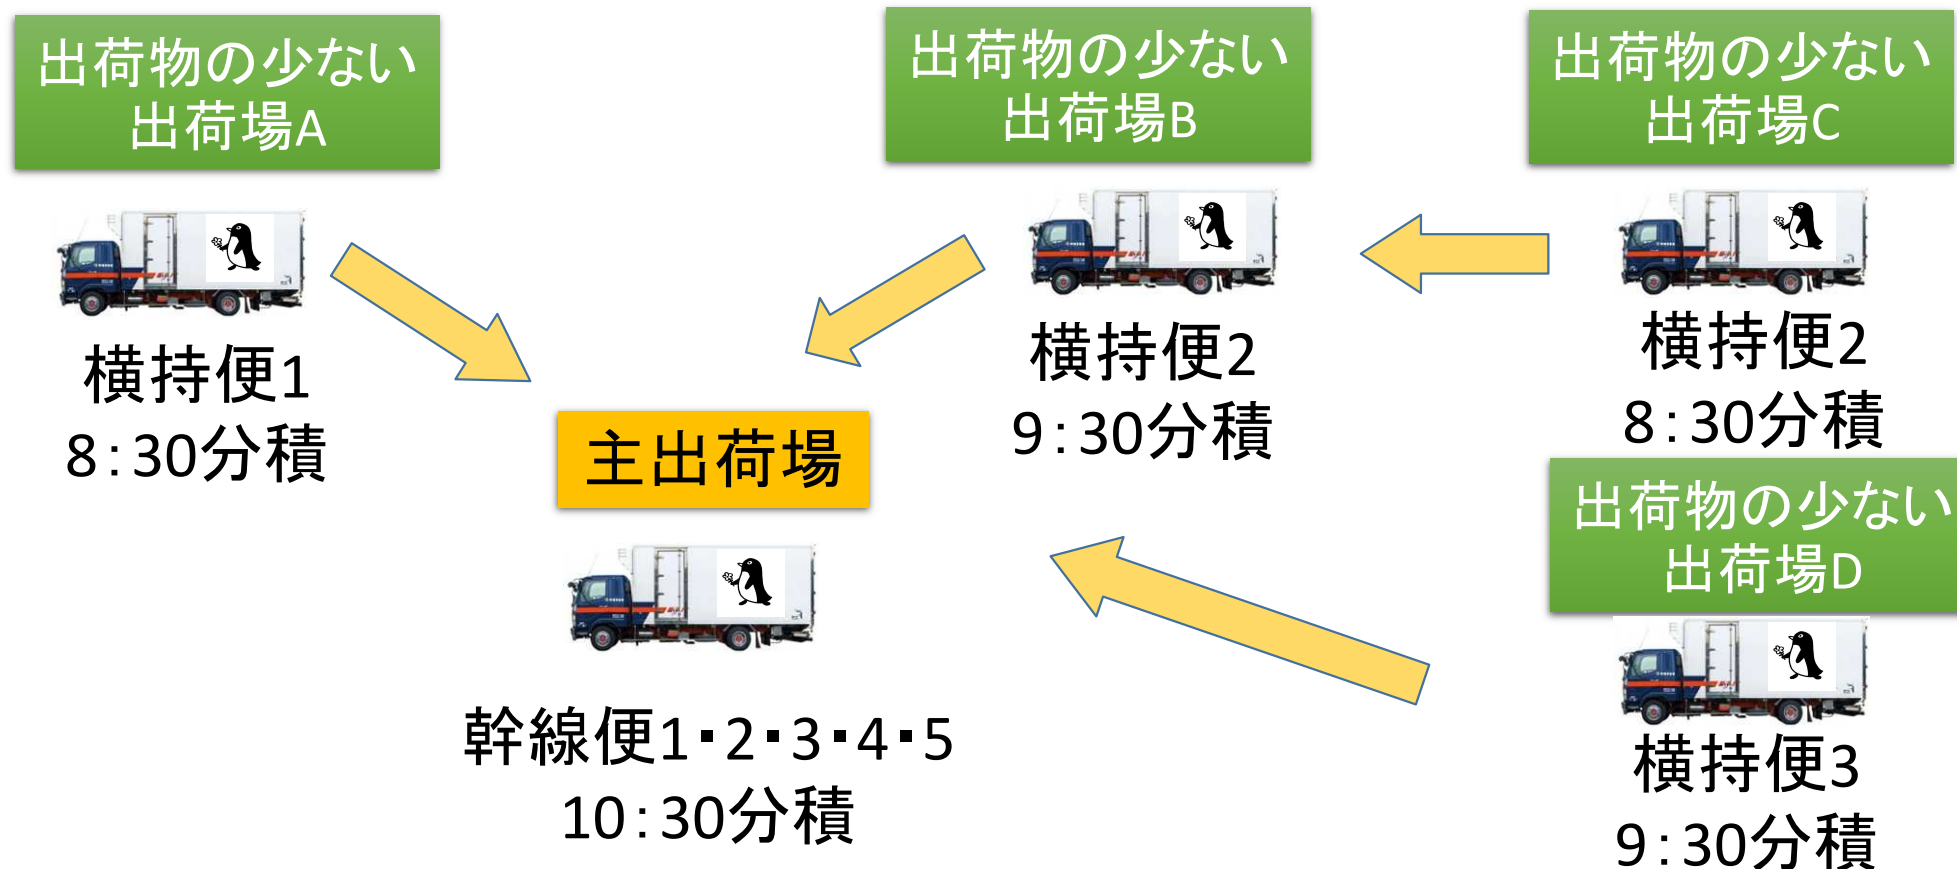 出荷物の少ない
出荷場A
出荷物の少ない
出荷場B
出荷物の少ない
出荷場C
横持便1
8:30分積
横持便2
9:30分積
横持便2
8:30分積
主出荷場
出荷物の少ない
出荷場D
幹線便1・2・3・4・5
10:30分積
横持便3
9:30分積